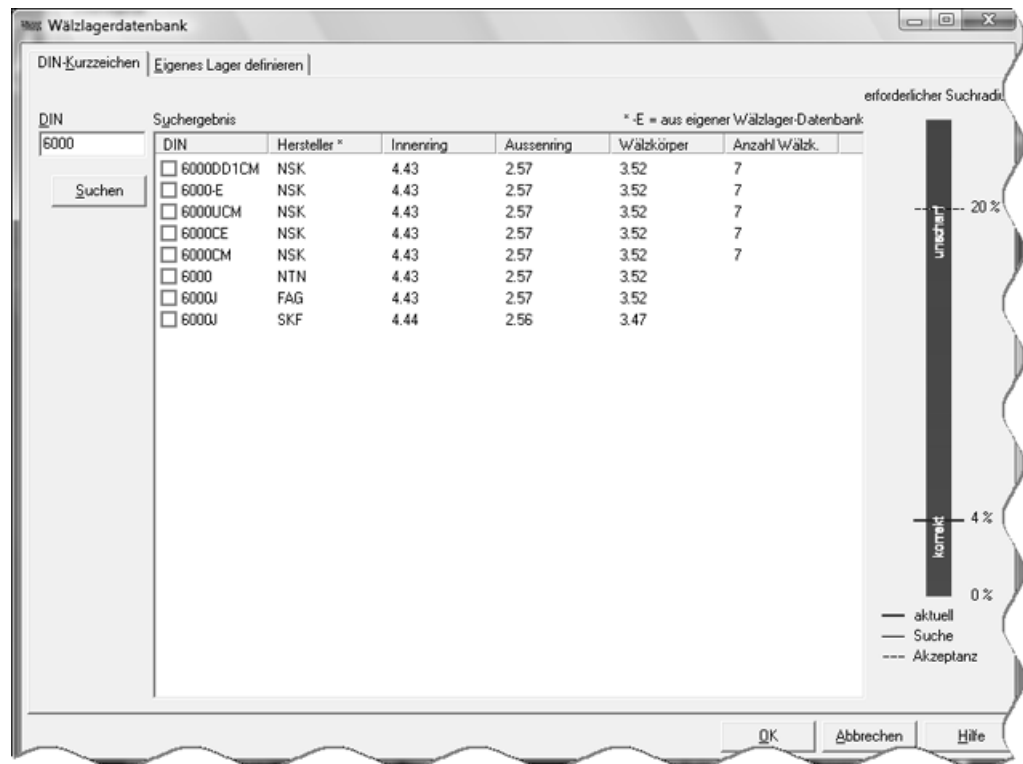 Wälzlagerdatenbank
DIN-Kurzzeichen Eigenes Lager definieren
erforderlicher
DIN Suchergebnis * -E = aus eigener Wälzlager-Datenbank
6000 DIN Hersteller * Innenring Aussenring Wälzkörper Anzahl Wälzk.
6000DD1CM NSK 4.43 2.57 3.52 7
Suchen 6000-E NSK 4.43 2.57 3.52 7
6000UCM NSK 4.43 2.57 3.52 7
6000CE NSK 4.43 2.57 3.52 7
6000CM NSK 4.43 2.57 3.52 7
6000 NTN 4.43 2.57 3.52
6000J FAG 4.43 2.57 3.52
6000J SKF 4.44 2.56 3.47
20 %
unscharf
4 %
korrekt
0 %
aktuell
Suche
Akzeptanz
OK Abbrechen Hilfe